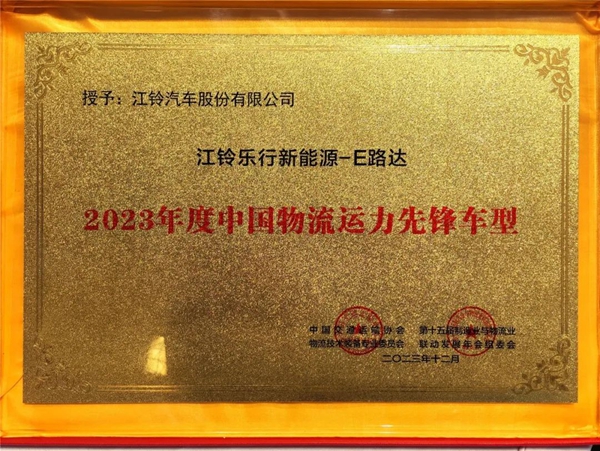 授予：江铃汽车股份有限公司
江铃乐行新能源-E路达
2023年度中国物流运力先锋车型
中国交通运输协会 第十五届制造业与物流业
物流技术装备专业委员会 联动发展年会组委会
二〇二三年十二月